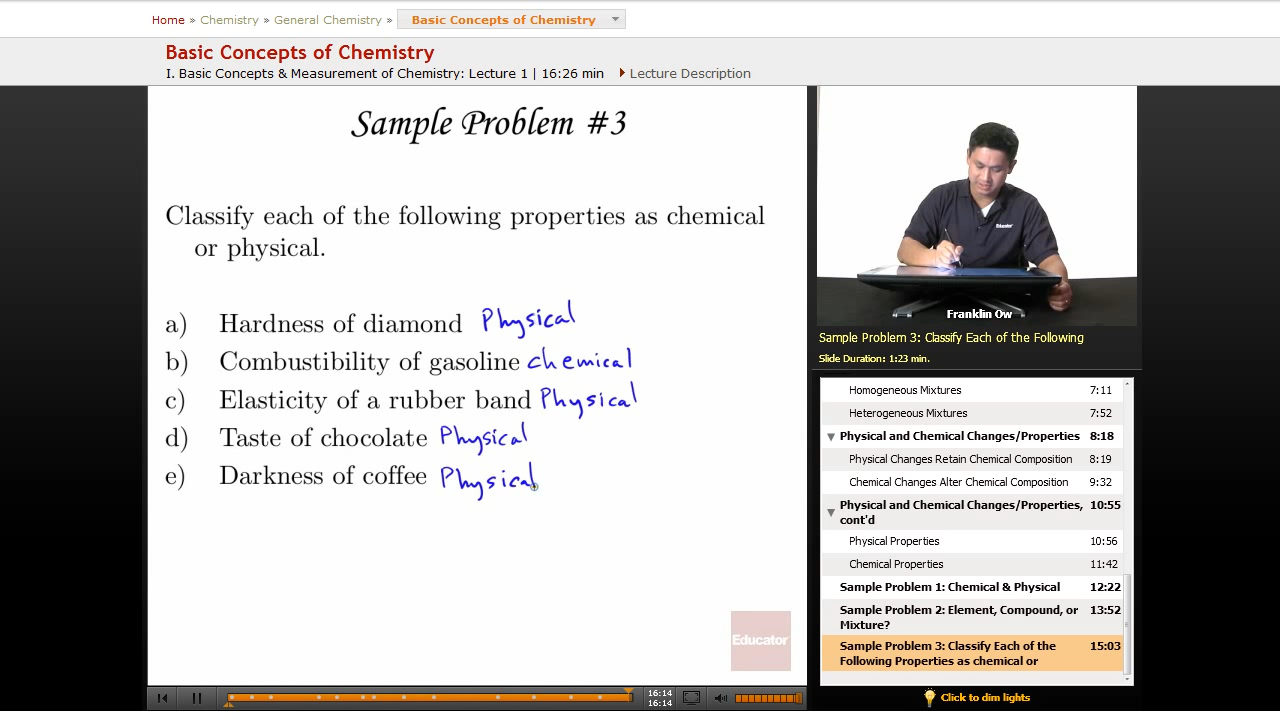 Home » Chemistry » General Chemistry » Basic Concepts of Chemistry
Basic Concepts of Chemistry
I. Basic Concepts & Measurement of Chemistry: Lecture 1 | 16:26 min Lecture Description
Sample Problem #3
Classify each of the following properties as chemical
or physical.
a) Hardness of diamond Physical
b) Combustibility of gasoline chemical
c) Elasticity of a rubber band Physical
d) Taste of chocolate Physical
e) Darkness of coffee Physical
Educator
Educator
Franklin Ow
Sample Problem 3: Classify Each of the Following
Slide Duration: 1:23 min.
Homogeneous Mixtures 7:11
Heterogeneous Mixtures 7:52
Physical and Chemical Changes/Properties 8:18
Physical Changes Retain Chemical Composition 8:19
Chemical Changes Alter Chemical Composition 9:32
Physical and Chemical Changes/Properties, 10:55
cont'd
Physical Properties 10:56
Chemical Properties 11:42
Sample Problem 1: Chemical & Physical 12:22
Sample Problem 2: Element, Compound, or 13:52
Mixture?
Sample Problem 3: Classify Each of the 15:03
Following Properties as chemical or
16:14
16:14
Click to dim lights